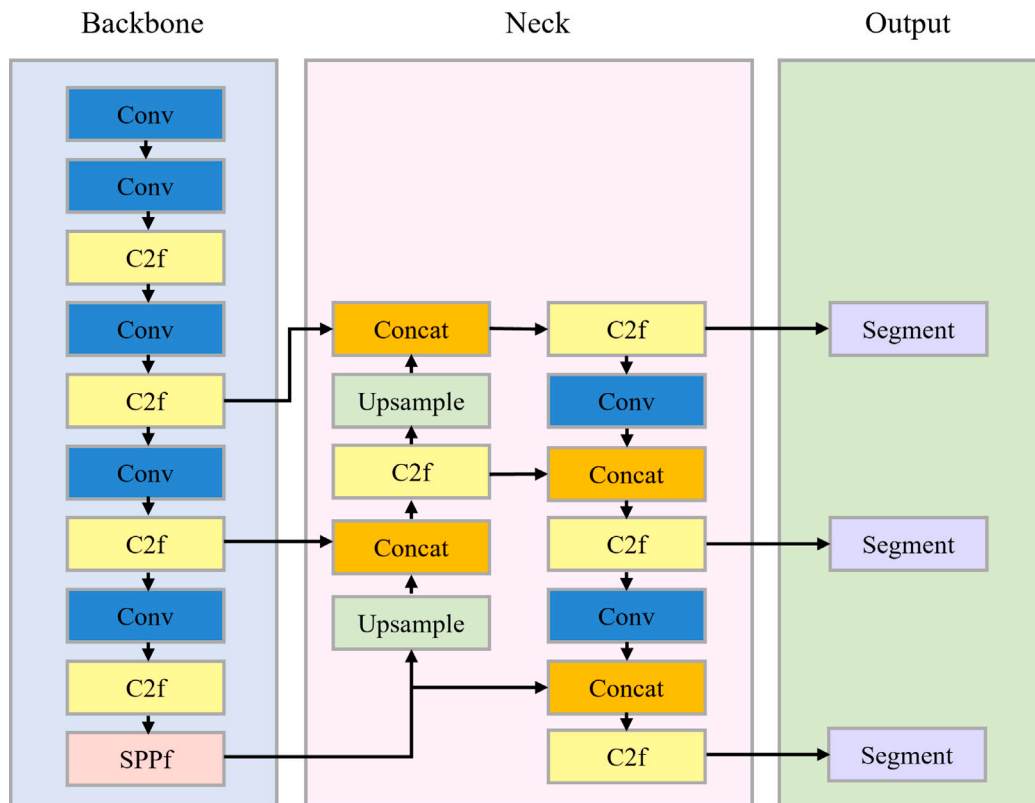 Backbone
Neck
Output
Conv
Conv
C2f
Conv
C2f
Conv
C2f
Conv
C2f
SPPf
Concat
Upsample
C2f
Concat
Upsample
C2f
Conv
Concat
C2f
Conv
Concat
C2f
Segment
Segment
Segment